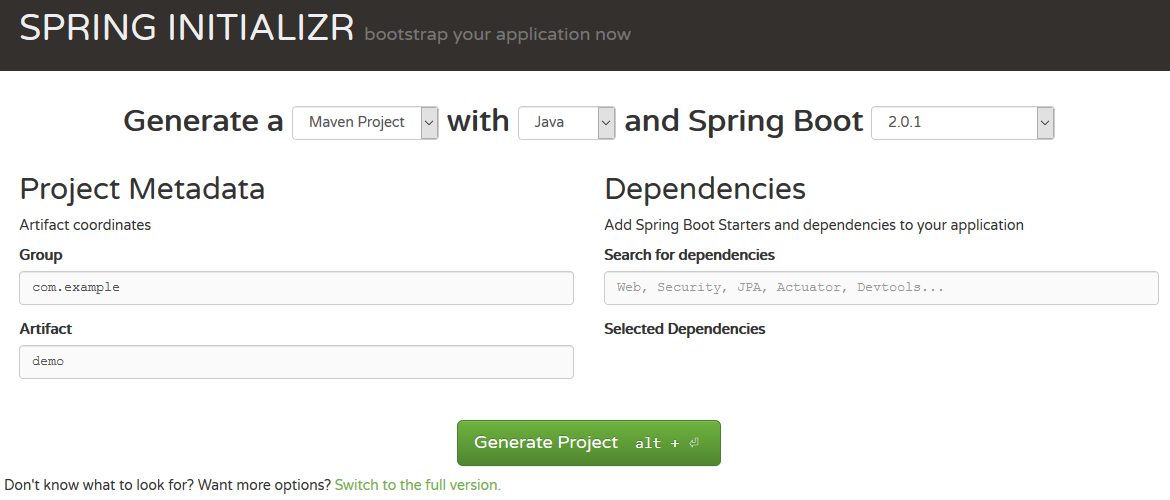 SPRING INITIALIZR bootstrap your application now
Generate a Maven Project with Java and Spring Boot 2.0.1
Project Metadata
Artifact coordinates
Group
com.example
Artifact
demo
Dependencies
Add Spring Boot Starters and dependencies to your application
Search for dependencies
Web, Security, JPA, Actuator, Devtools...
Selected Dependencies
Generate Project alt + ⏎
Don't know what to look for? Want more options? Switch to the full version.